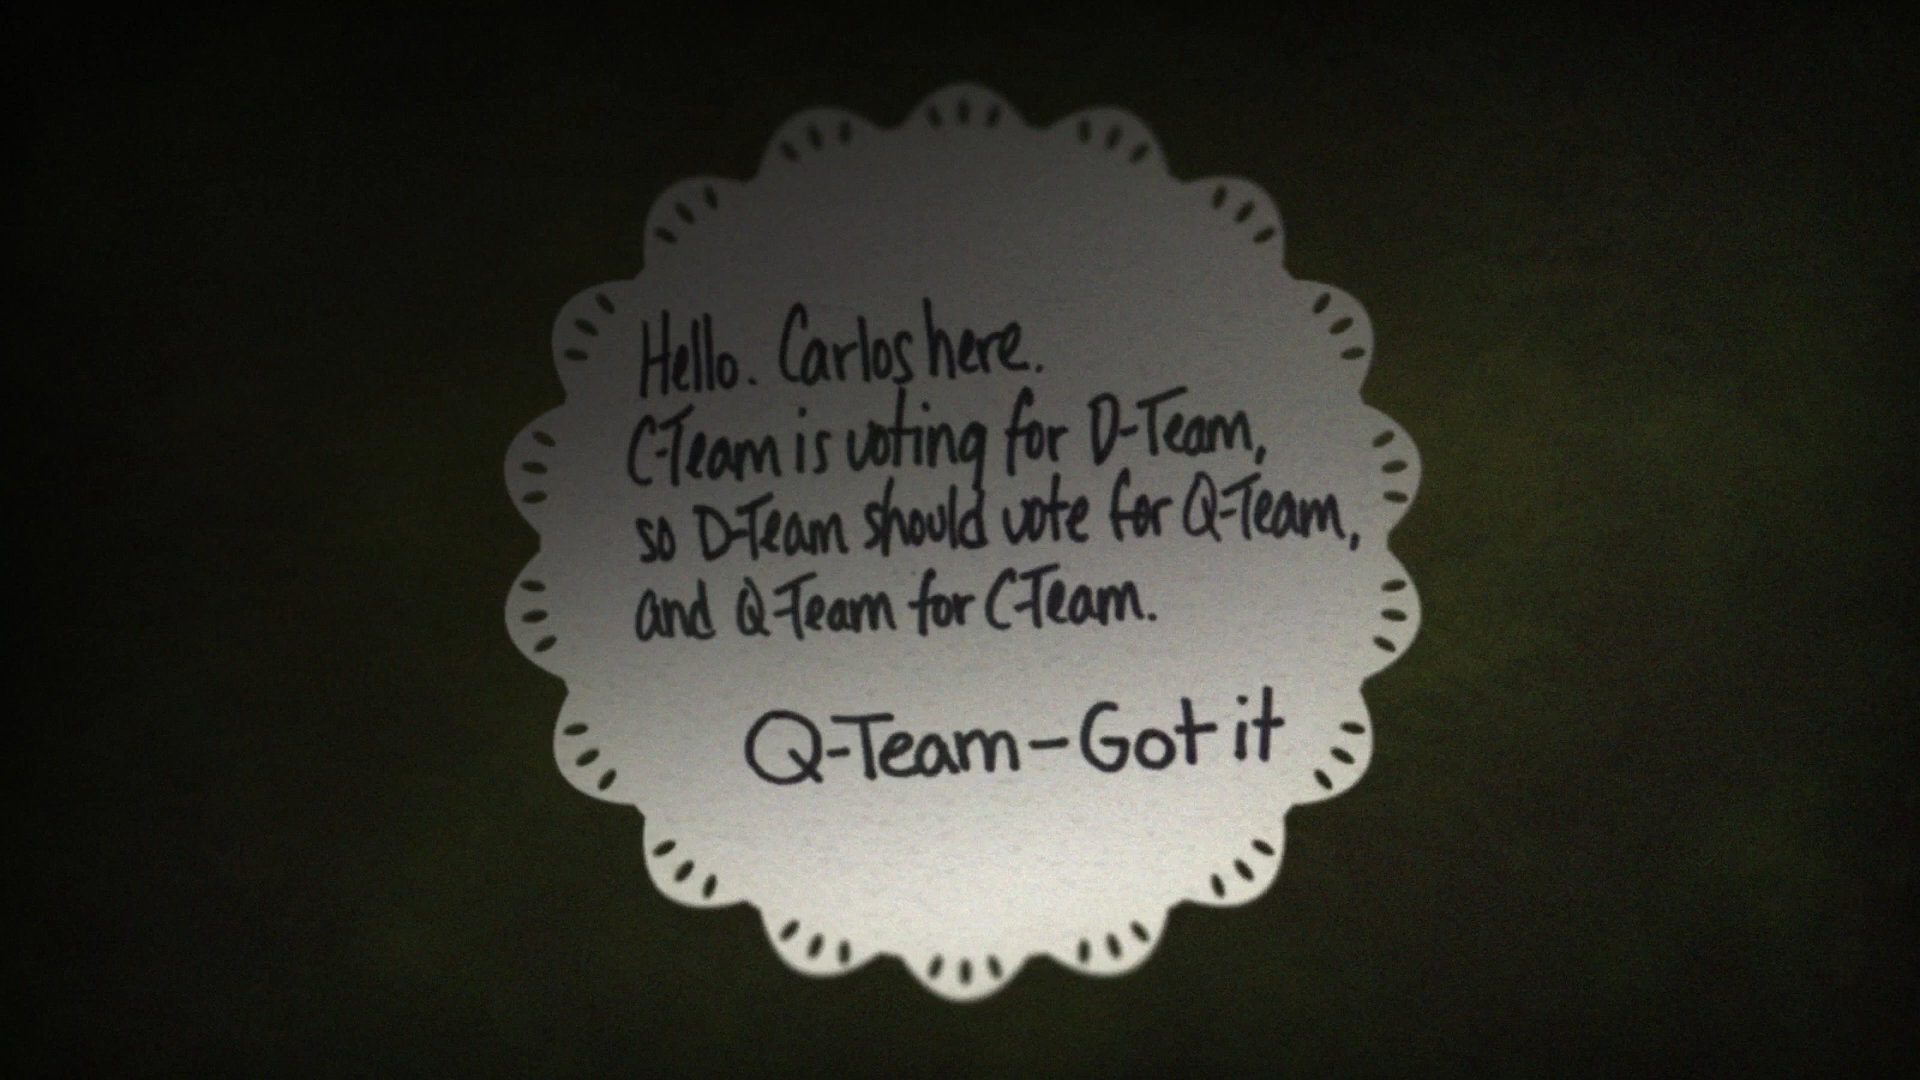 Hello. Carlos here.
C-Team is voting for D-Team,
so D-Team should vote for Q-Team,
and Q-Team for C-Team.
Q-Team-Got it